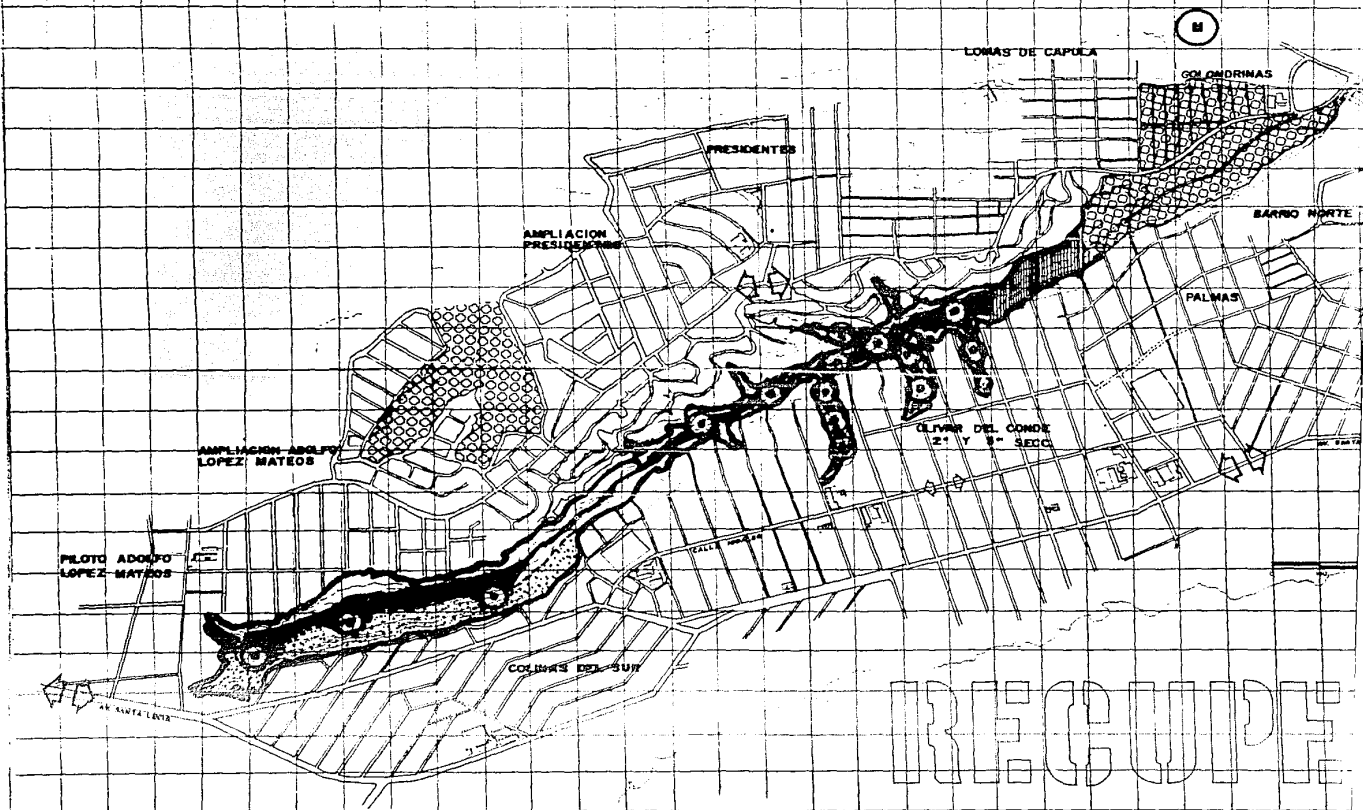 LOMAS DE CAPULA
GOLONDRINAS
PRESIDENTES
BARRIO NORTE
AMPLIACION
PRESIDENTES
PALMAS
OLIVAR DEL CONDE
2ª Y 3ª SECC.
AMPLIACION ADOLFO
LOPEZ MATEOS
PILOTO ADOLFO
LOPEZ MATEOS
COLINAS DEL SUR
AV. SANTA LUCIA
RECUPE